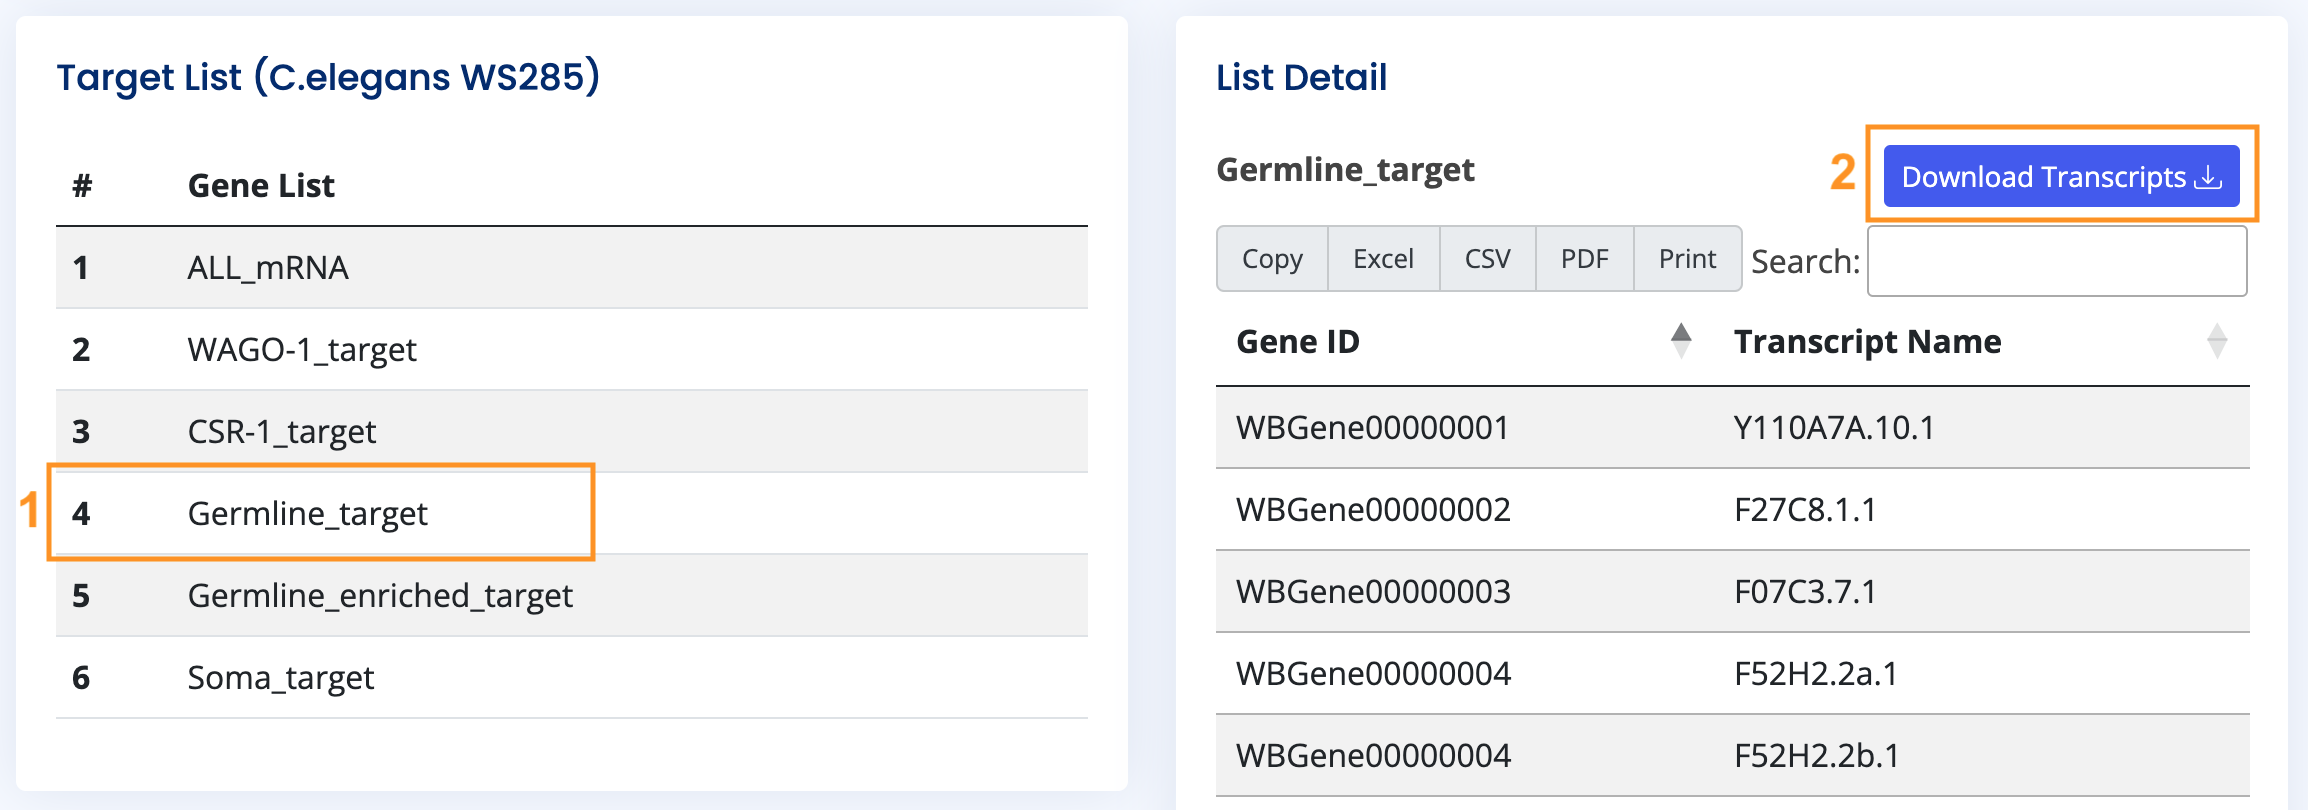 Target List (C.elegans WS285)
# Gene List
1 ALL_mRNA
2 WAGO-1_target
3 CSR-1_target
1
4 Germline_target
5 Germline_enriched_target
6 Soma_target
List Detail
Germline_target
2
Download Transcripts
Copy Excel CSV PDF Print Search:
Gene ID Transcript Name
WBGene00000001 Y110A7A.10.1
WBGene00000002 F27C8.1.1
WBGene00000003 F07C3.7.1
WBGene00000004 F52H2.2a.1
WBGene00000004 F52H2.2b.1